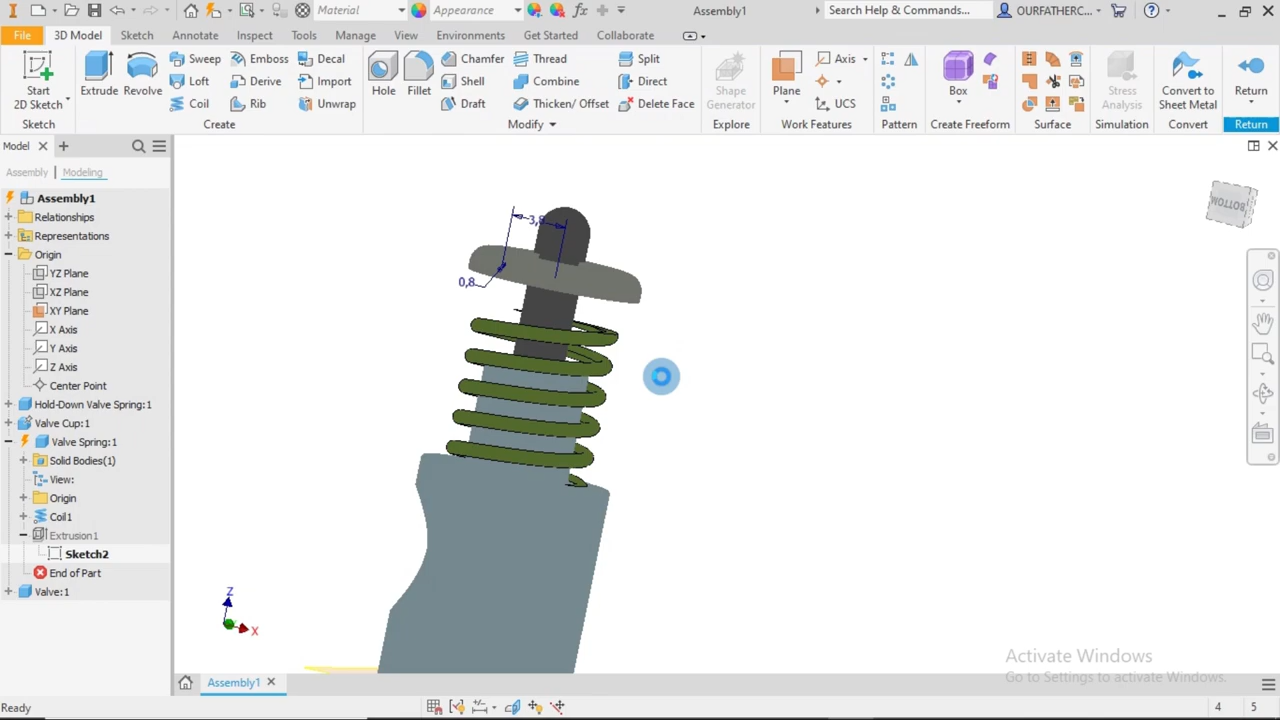 Material
Appearance
Assembly1
Search Help & Commands...
OURFATHERC...
File
3D Model
Sketch
Annotate
Inspect
Tools
Manage
View
Environments
Get Started
Collaborate
Start
2D Sketch
Extrude
Revolve
Sweep
Loft
Coil
Emboss
Derive
Rib
Decal
Import
Unwrap
Hole
Fillet
Chamfer
Shell
Draft
Thread
Combine
Thicken/ Offset
Split
Direct
Delete Face
Shape
Generator
Plane
Axis
UCS
Box
Stress
Analysis
Convert to
Sheet Metal
Return
Sketch
Create
Modify
Explore
Work Features
Pattern
Create Freeform
Surface
Simulation
Convert
Return
Model
Assembly | Modeling
Assembly1
Relationships
Representations
Origin
YZ Plane
XZ Plane
XY Plane
X Axis
Y Axis
Z Axis
Center Point
Hold-Down Valve Spring:1
Valve Cup:1
Valve Spring:1
Solid Bodies(1)
View:
Origin
Coil1
Extrusion1
Sketch2
End of Part
Valve:1
3,8
0,8
BOTTOM
Z
X
Activate Windows
Go to Settings to activate Windows.
Assembly1
Ready
4
5